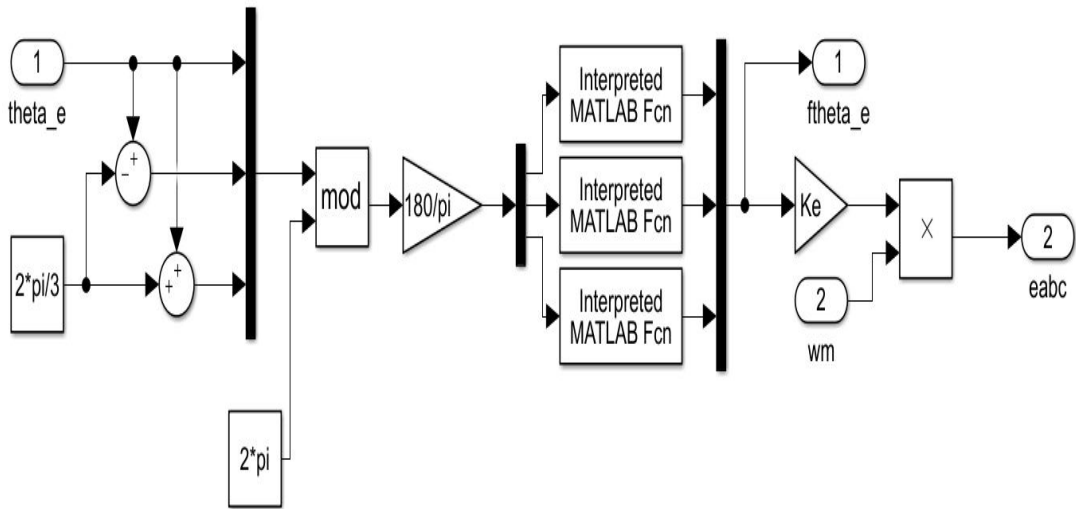 1
theta_e
+
−
2*pi/3
+
+
2*pi
mod
180/pi
Interpreted
MATLAB Fcn
Interpreted
MATLAB Fcn
Interpreted
MATLAB Fcn
1
ftheta_e
Ke
2
wm
×
2
eabc